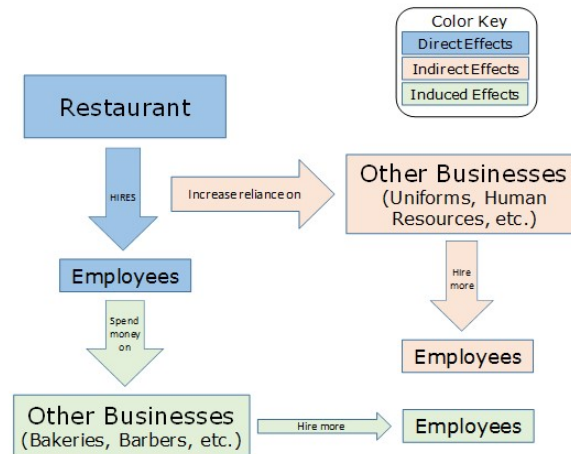 Color Key
Direct Effects
Indirect Effects
Induced Effects
Restaurant
HIRES
Increase reliance on
Other Businesses
(Uniforms, Human
Resources, etc.)
Employees
Hire
more
Spend
money
on
Employees
Other Businesses
(Bakeries, Barbers, etc.)
Hire more
Employees